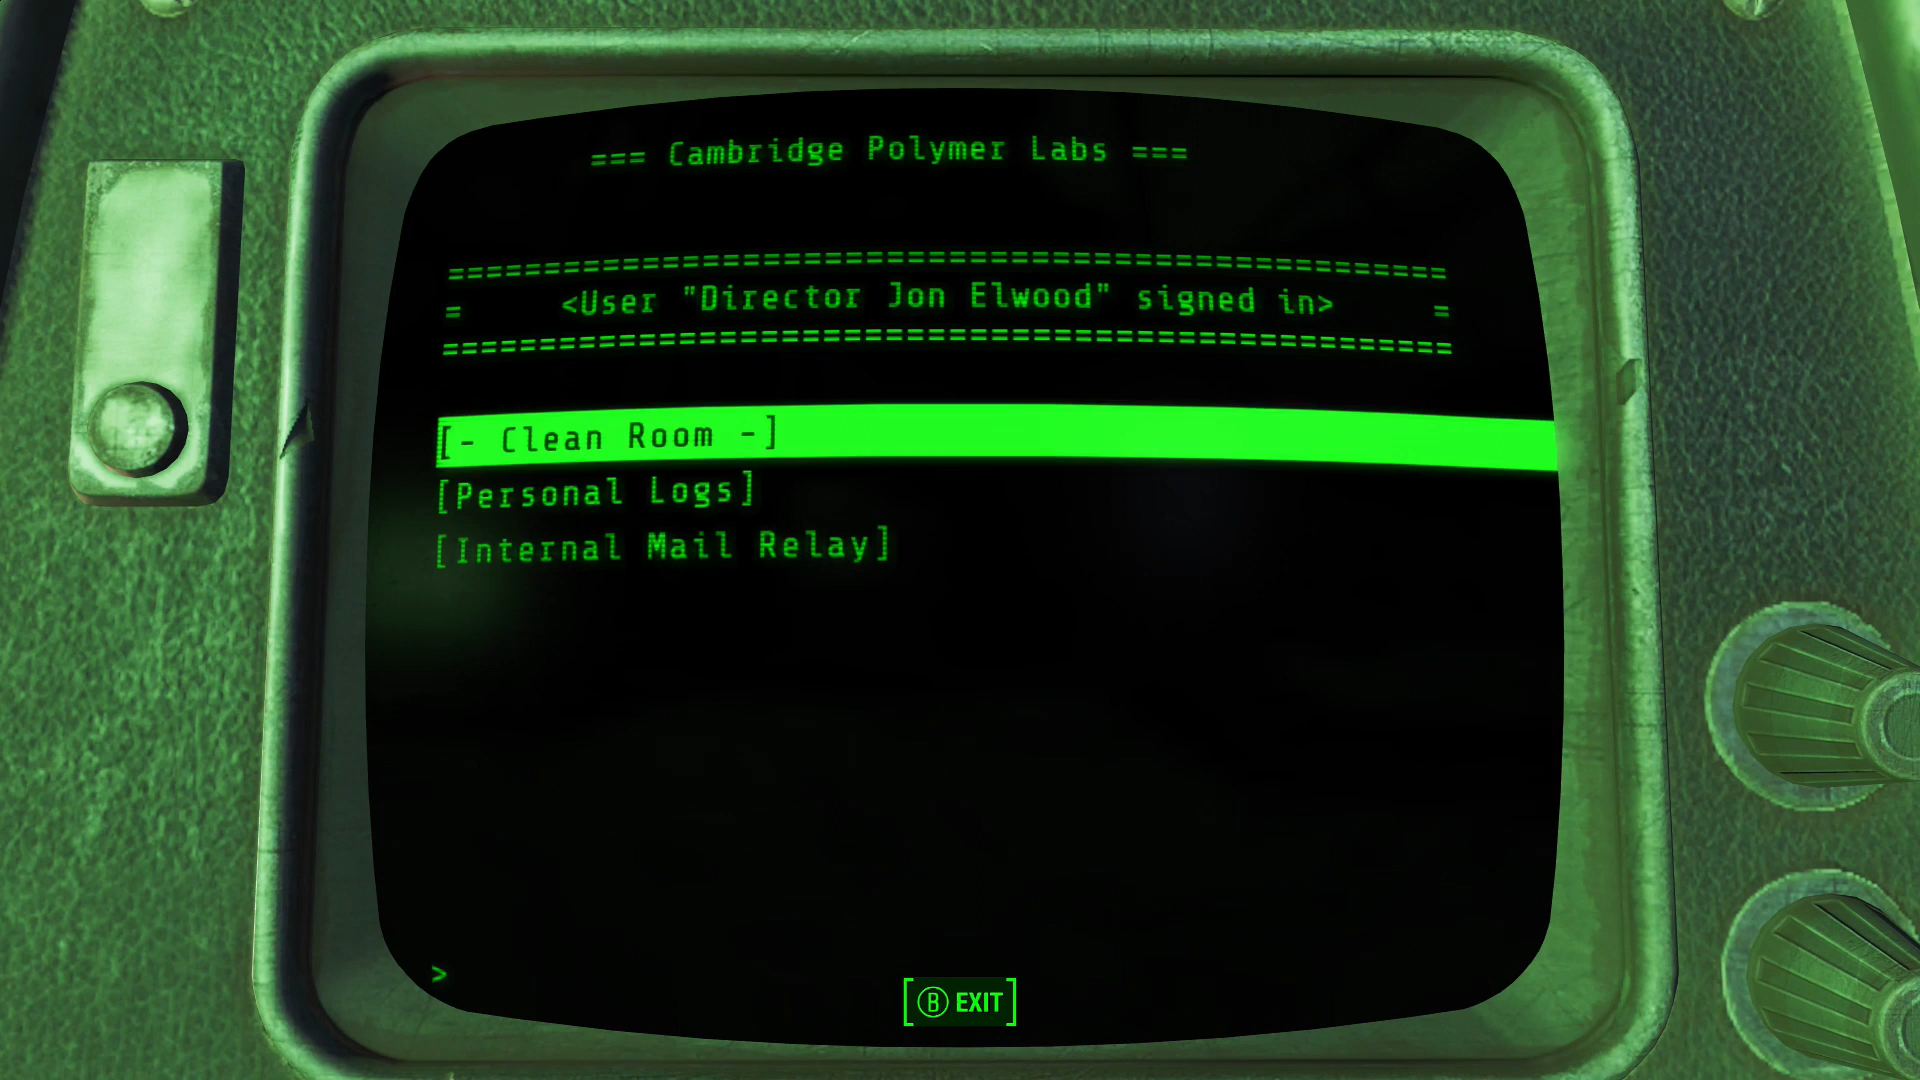 === Cambridge Polymer Labs ===
===================================================
= <User "Director Jon Elwood" signed in> =
===================================================
[- Clean Room -]
[Personal Logs]
[Internal Mail Relay]
>
[Ⓑ EXIT]